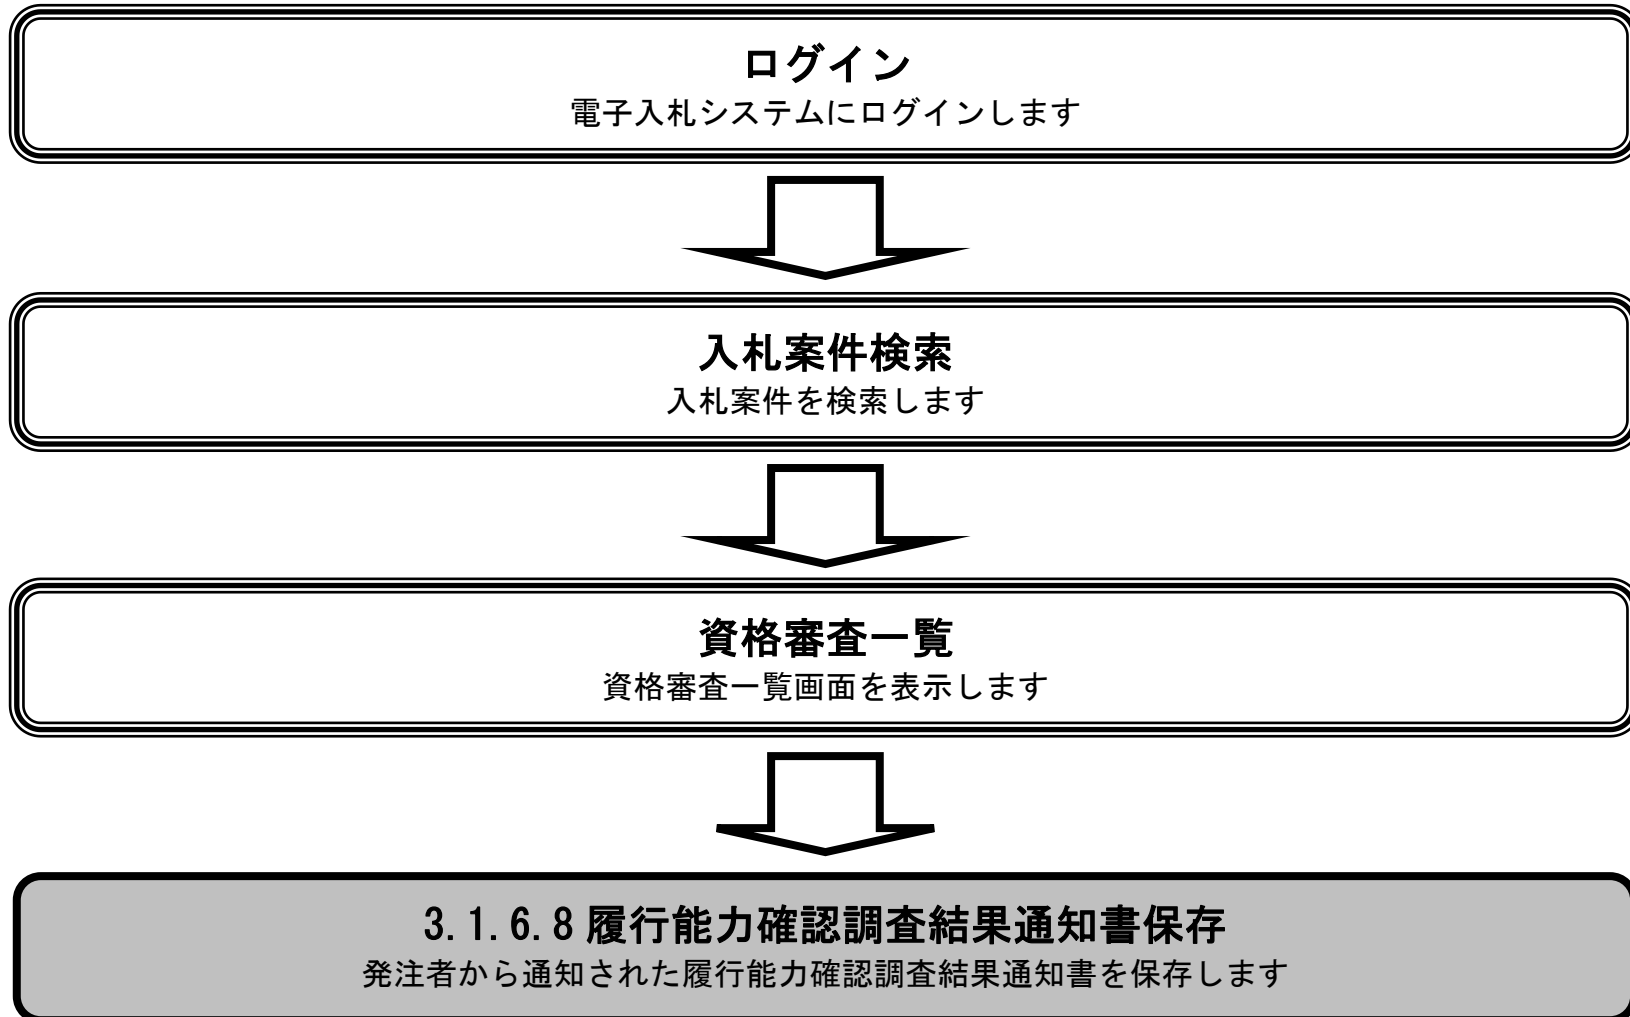 ログイン
電子入札システムにログインします
入札案件検索
入札案件を検索します
資格審査一覧
資格審査一覧画面を表示します
3.1.6.8 履行能力確認調査結果通知書保存
発注者から通知された履行能力確認調査結果通知書を保存します